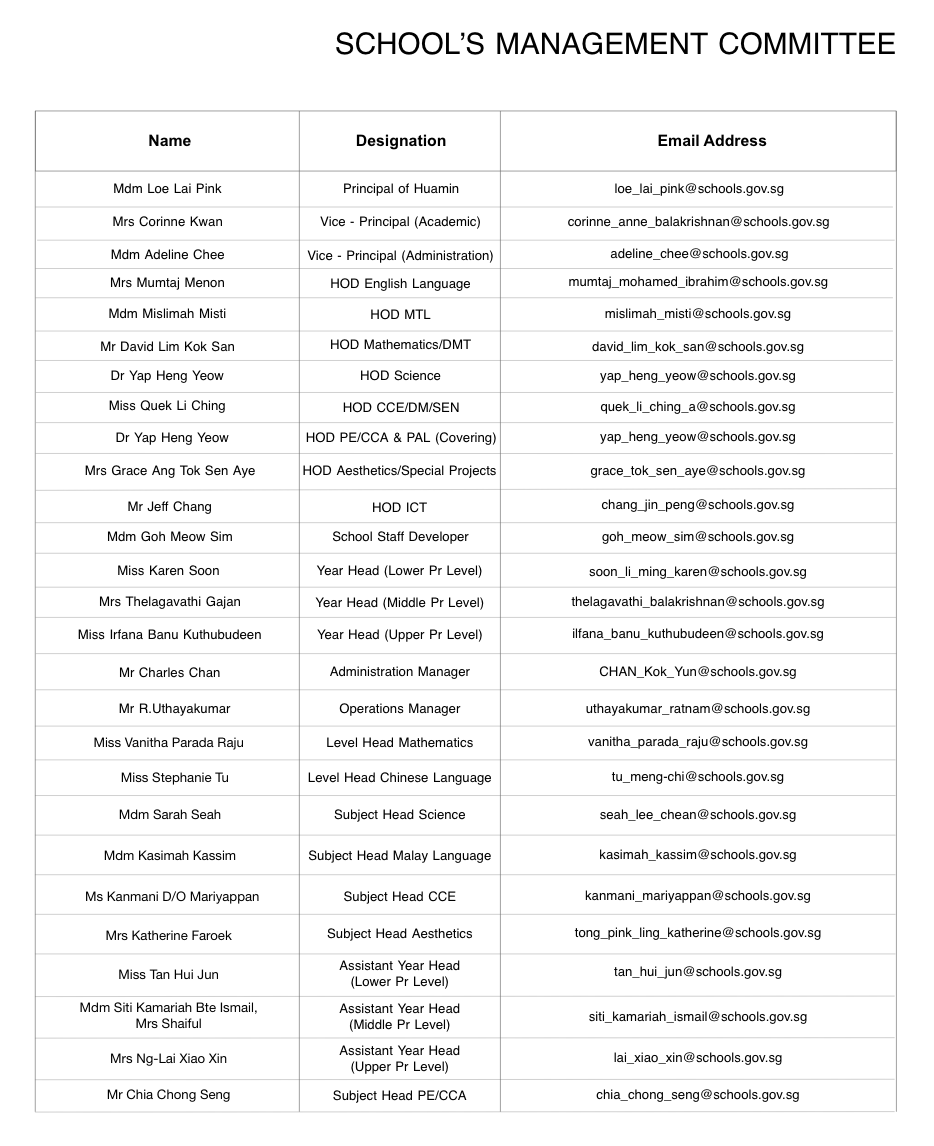 SCHOOL'S MANAGEMENT COMMITTEE
Name Designation Email Address
Mdm Loe Lai Pink Principal of Huamin loe_lai_pink@schools.gov.sg
Mrs Corinne Kwan Vice - Principal (Academic) corinne_anne_balakrishnan@schools.gov.sg
Mdm Adeline Chee Vice - Principal (Administration) adeline_chee@schools.gov.sg
Mrs Mumtaj Menon HOD English Language mumtaj_mohamed_ibrahim@schools.gov.sg
Mdm Mislimah Misti HOD MTL mislimah_misti@schools.gov.sg
Mr David Lim Kok San HOD Mathematics/DMT david_lim_kok_san@schools.gov.sg
Dr Yap Heng Yeow HOD Science yap_heng_yeow@schools.gov.sg
Miss Quek Li Ching HOD CCE/DM/SEN quek_li_ching_a@schools.gov.sg
Dr Yap Heng Yeow HOD PE/CCA & PAL (Covering) yap_heng_yeow@schools.gov.sg
Mrs Grace Ang Tok Sen Aye HOD Aesthetics/Special Projects grace_tok_sen_aye@schools.gov.sg
Mr Jeff Chang HOD ICT chang_jin_peng@schools.gov.sg
Mdm Goh Meow Sim School Staff Developer goh_meow_sim@schools.gov.sg
Miss Karen Soon Year Head (Lower Pr Level) soon_li_ming_karen@schools.gov.sg
Mrs Thelagavathi Gajan Year Head (Middle Pr Level) thelagavathi_balakrishnan@schools.gov.sg
Miss Irfana Banu Kuthubudeen Year Head (Upper Pr Level) ilfana_banu_kuthubudeen@schools.gov.sg
Mr Charles Chan Administration Manager CHAN_Kok_Yun@schools.gov.sg
Mr R.Uthayakumar Operations Manager uthayakumar_ratnam@schools.gov.sg
Miss Vanitha Parada Raju Level Head Mathematics vanitha_parada_raju@schools.gov.sg
Miss Stephanie Tu Level Head Chinese Language tu_meng-chi@schools.gov.sg
Mdm Sarah Seah Subject Head Science seah_lee_chean@schools.gov.sg
Mdm Kasimah Kassim Subject Head Malay Language kasimah_kassim@schools.gov.sg
Ms Kanmani D/O Mariyappan Subject Head CCE kanmani_mariyappan@schools.gov.sg
Mrs Katherine Faroek Subject Head Aesthetics tong_pink_ling_katherine@schools.gov.sg
Miss Tan Hui Jun Assistant Year Head
(Lower Pr Level) tan_hui_jun@schools.gov.sg
Mdm Siti Kamariah Bte Ismail,
Mrs Shaiful Assistant Year Head
(Middle Pr Level) siti_kamariah_ismail@schools.gov.sg
Mrs Ng-Lai Xiao Xin Assistant Year Head
(Upper Pr Level) lai_xiao_xin@schools.gov.sg
Mr Chia Chong Seng Subject Head PE/CCA chia_chong_seng@schools.gov.sg